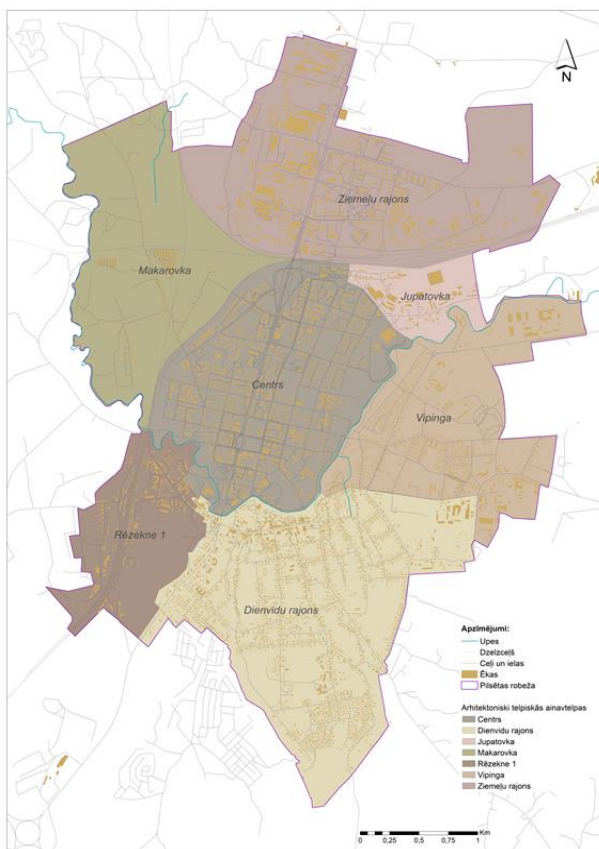 N
Ziemeļu rajons
Makarovka
Jupatovka
Centrs
Vipinga
Rēzekne 1
Dienvidu rajons
Apzīmējumi:
Upes
Dzelzceļš
Ceļi un ielas
Ēkas
Pilsētas robeža
Arhitektoniski telpiskās ainavtelpas
Centrs
Dienvidu rajons
Jupatovka
Makarovka
Rēzekne 1
Vipinga
Ziemeļu rajons
Km
0 0,25 0,5 0,75 1